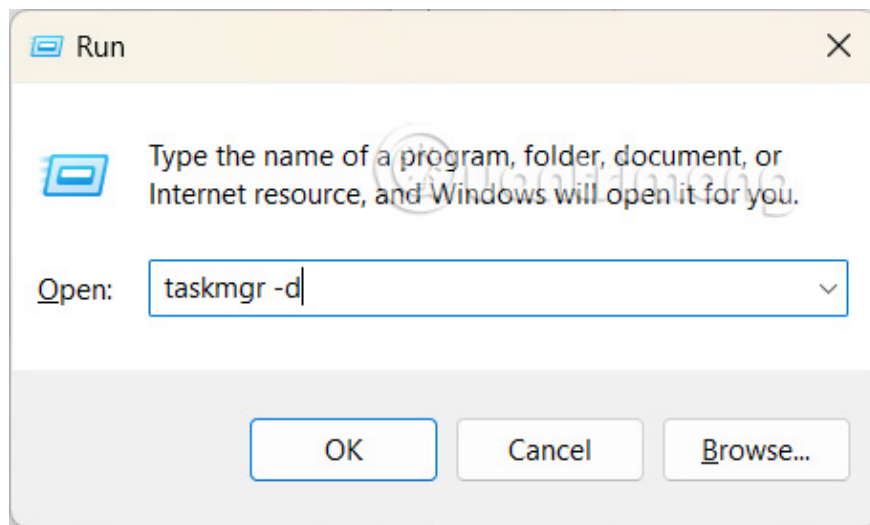 Run
Type the name of a program, folder, document, or
Internet resource, and Windows will open it for you.
Open:
taskmgr -d
OK
Cancel
Browse...